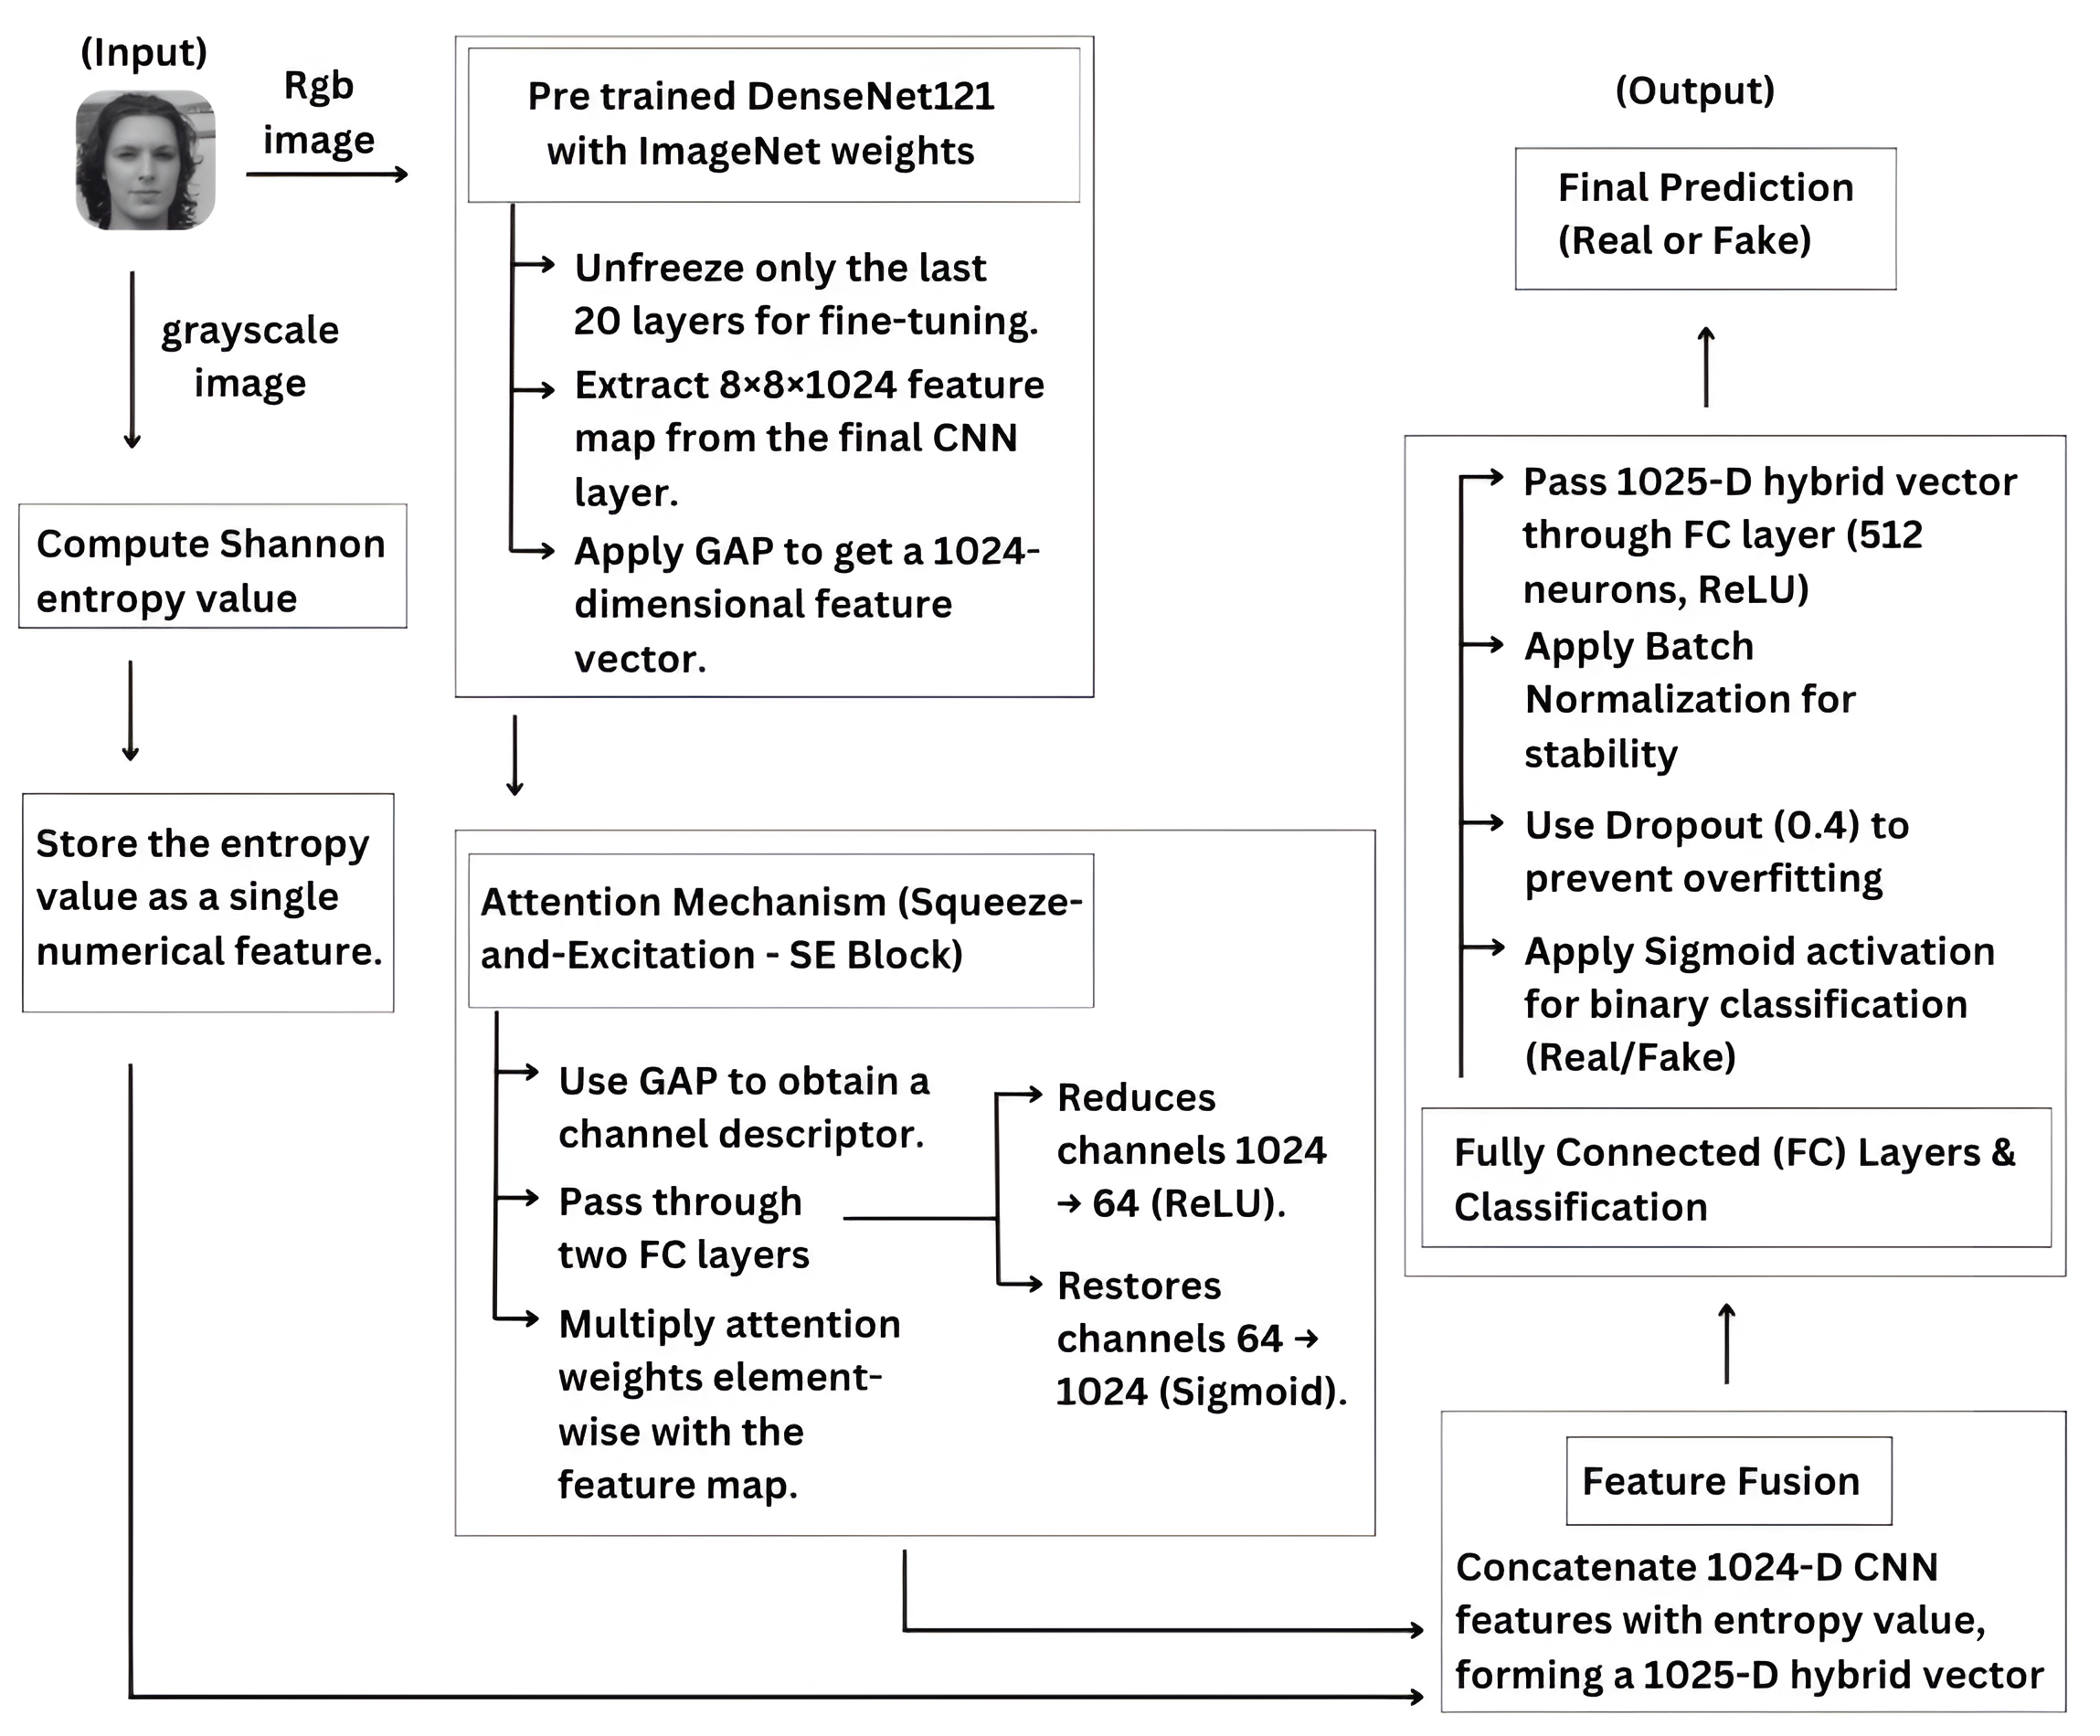 (Input)
Rgb
image
grayscale
image
Compute Shannon
entropy value
Store the entropy
value as a single
numerical feature.
Pre trained DenseNet121
with ImageNet weights
Unfreeze only the last
20 layers for fine-tuning.
Extract 8×8×1024 feature
map from the final CNN
layer.
Apply GAP to get a 1024-
dimensional feature
vector.
Attention Mechanism (Squeeze-
and-Excitation - SE Block)
Use GAP to obtain a
channel descriptor.
Pass through
two FC layers
Multiply attention
weights element-
wise with the
feature map.
Reduces
channels 1024
→ 64 (ReLU).
Restores
channels 64 →
1024 (Sigmoid).
Feature Fusion
Concatenate 1024-D CNN
features with entropy value,
forming a 1025-D hybrid vector
Pass 1025-D hybrid vector
through FC layer (512
neurons, ReLU)
Apply Batch
Normalization for
stability
Use Dropout (0.4) to
prevent overfitting
Apply Sigmoid activation
for binary classification
(Real/Fake)
Fully Connected (FC) Layers &
Classification
(Output)
Final Prediction
(Real or Fake)